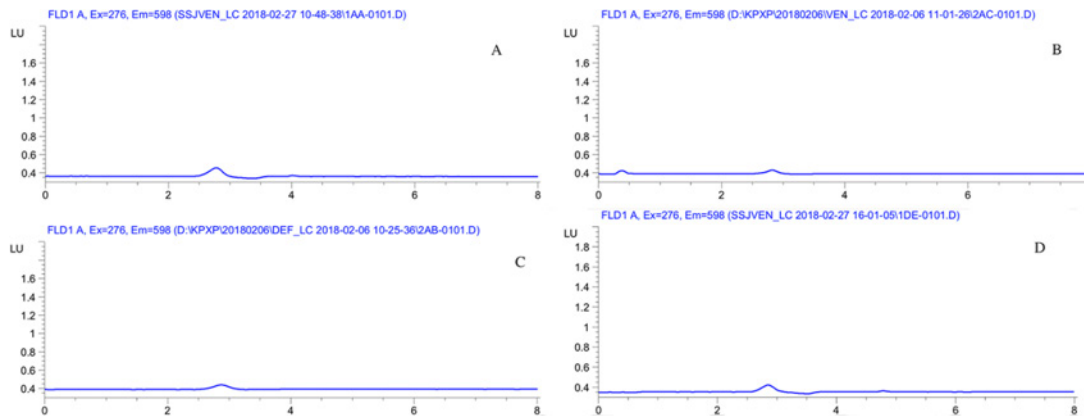 FLD1 A, Ex=276, Em=598 (SSJVEN_LC 2018-02-27 10-48-38\1AA-0101.D)
LU
A
1.6
1.4
1.2
1
0.8
0.6
0.4
0 2 4 6 8
FLD1 A, Ex=276, Em=598 (D:\KPXP\20180206\VEN_LC 2018-02-06 11-01-26\2AC-0101.D)
LU
B
1.6
1.4
1.2
1
0.8
0.6
0.4
0 2 4 6
FLD1 A, Ex=276, Em=598 (D:\KPXP\20180206\DEF_LC 2018-02-06 10-25-36\2AB-0101.D)
LU
C
1.6
1.4
1.2
1
0.8
0.6
0.4
0 2 4 6 8
FLD1 A, Ex=276, Em=598 (SSJVEN_LC 2018-02-27 16-01-05\1DE-0101.D)
LU
D
1.8
1.6
1.4
1.2
1
0.8
0.6
0.4
0 2 4 6 8